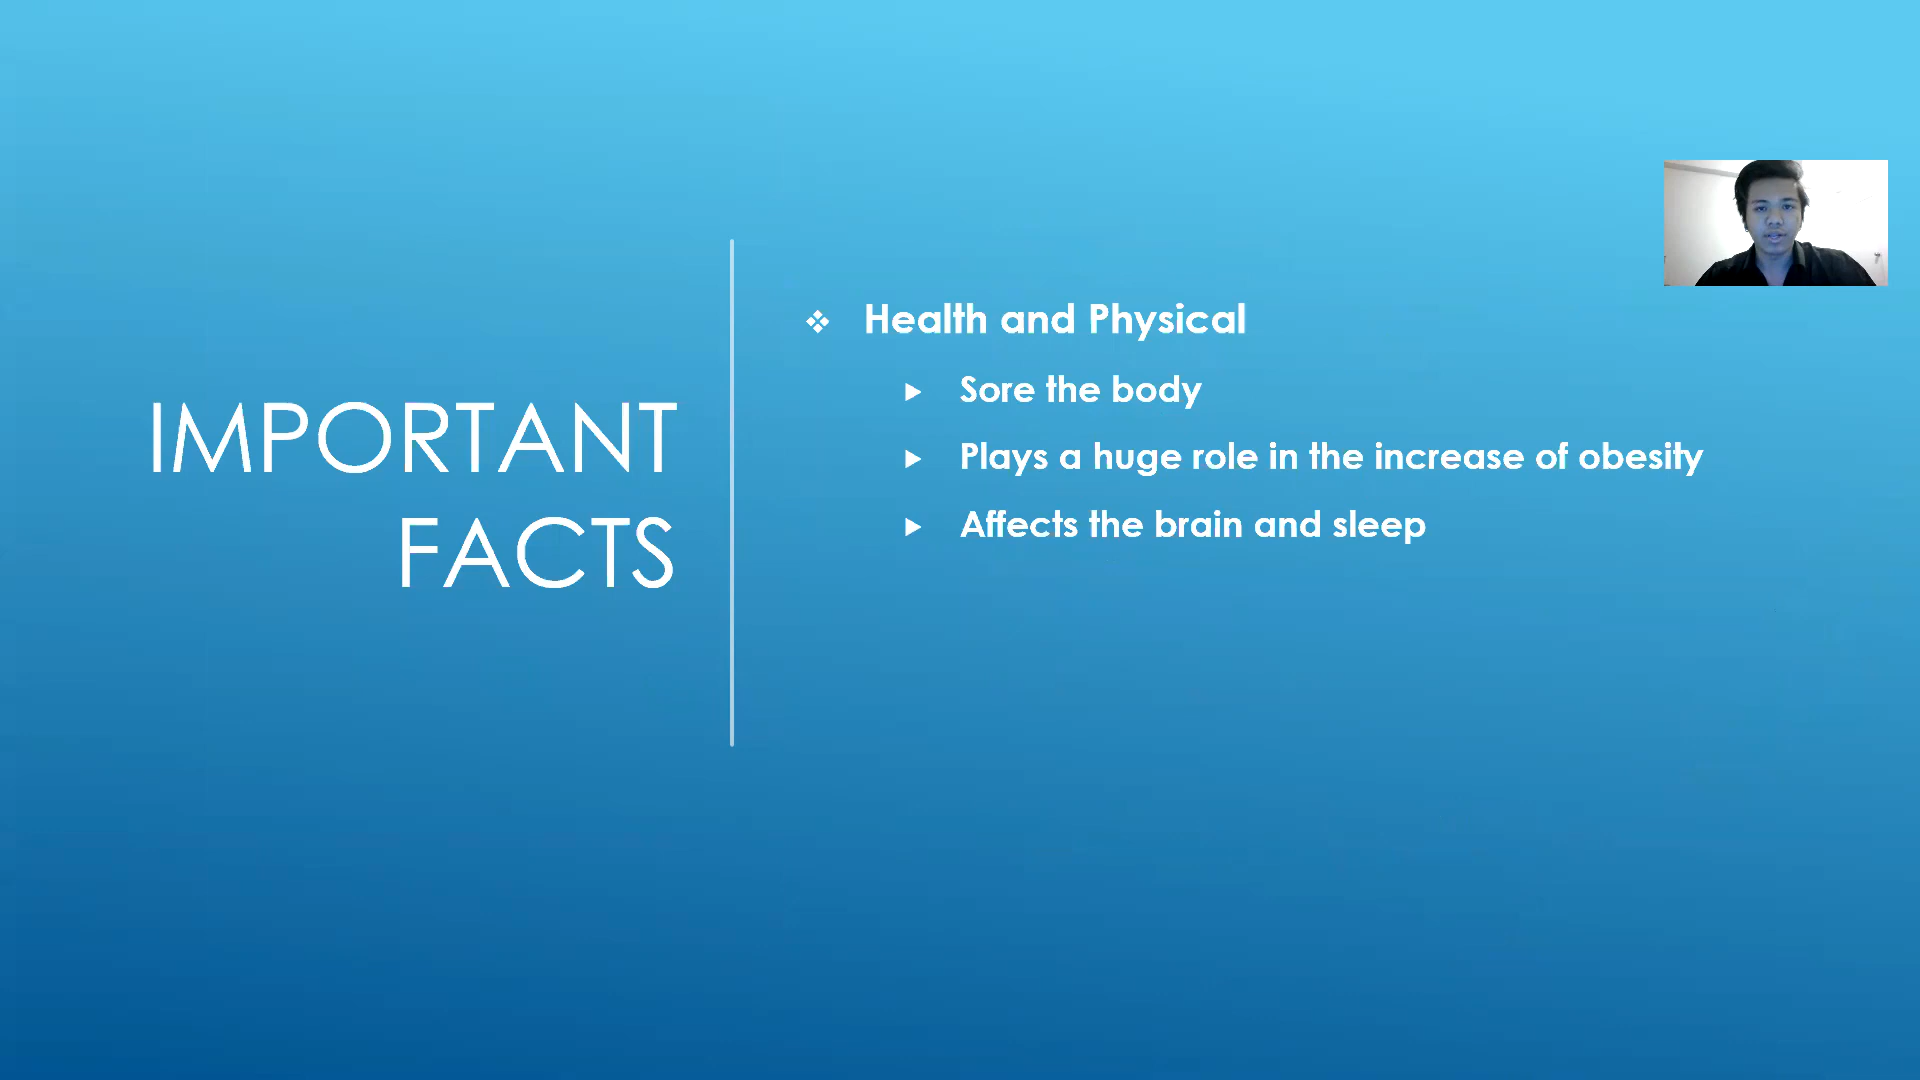 IMPORTANT
FACTS
Health and Physical
Sore the body
Plays a huge role in the increase of obesity
Affects the brain and sleep